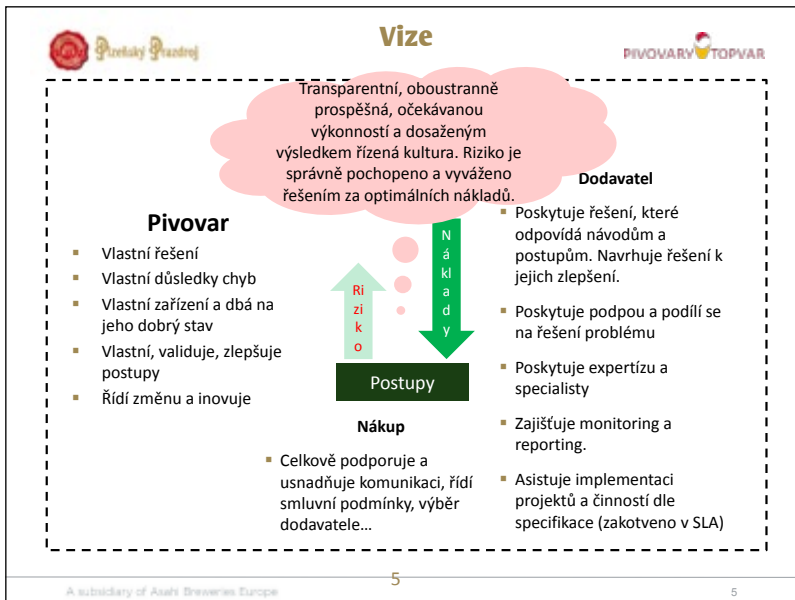 Plzeňský Prazdroj
Vize
PIVOVARY TOPVAR
Transparentní, oboustranně
prospěšná, očekávanou
výkonností a dosaženým
výsledkem řízená kultura. Riziko je
správně pochopeno a vyváženo
řešením za optimálních nákladů.
Pivovar
▪ Vlastní řešení
▪ Vlastní důsledky chyb
▪ Vlastní zařízení a dbá na
jeho dobrý stav
▪ Vlastní, validuje, zlepšuje
postupy
▪ Řídí změnu a inovuje
Ri
zi
k
o
N
á
kl
a
d
y
Postupy
Nákup
▪ Celkově podporuje a
usnadňuje komunikaci, řídí
smluvní podmínky, výběr
dodavatele…
Dodavatel
▪ Poskytuje řešení, které
odpovídá návodům a
postupům. Navrhuje řešení k
jejich zlepšení.
▪ Poskytuje podpou a podílí se
na řešení problému
▪ Poskytuje expertízu a
specialisty
▪ Zajišťuje monitoring a
reporting.
▪ Asistuje implementaci
projektů a činností dle
specifikace (zakotveno v SLA)
A subsidiary of Asahi Breweries Europe
5
5